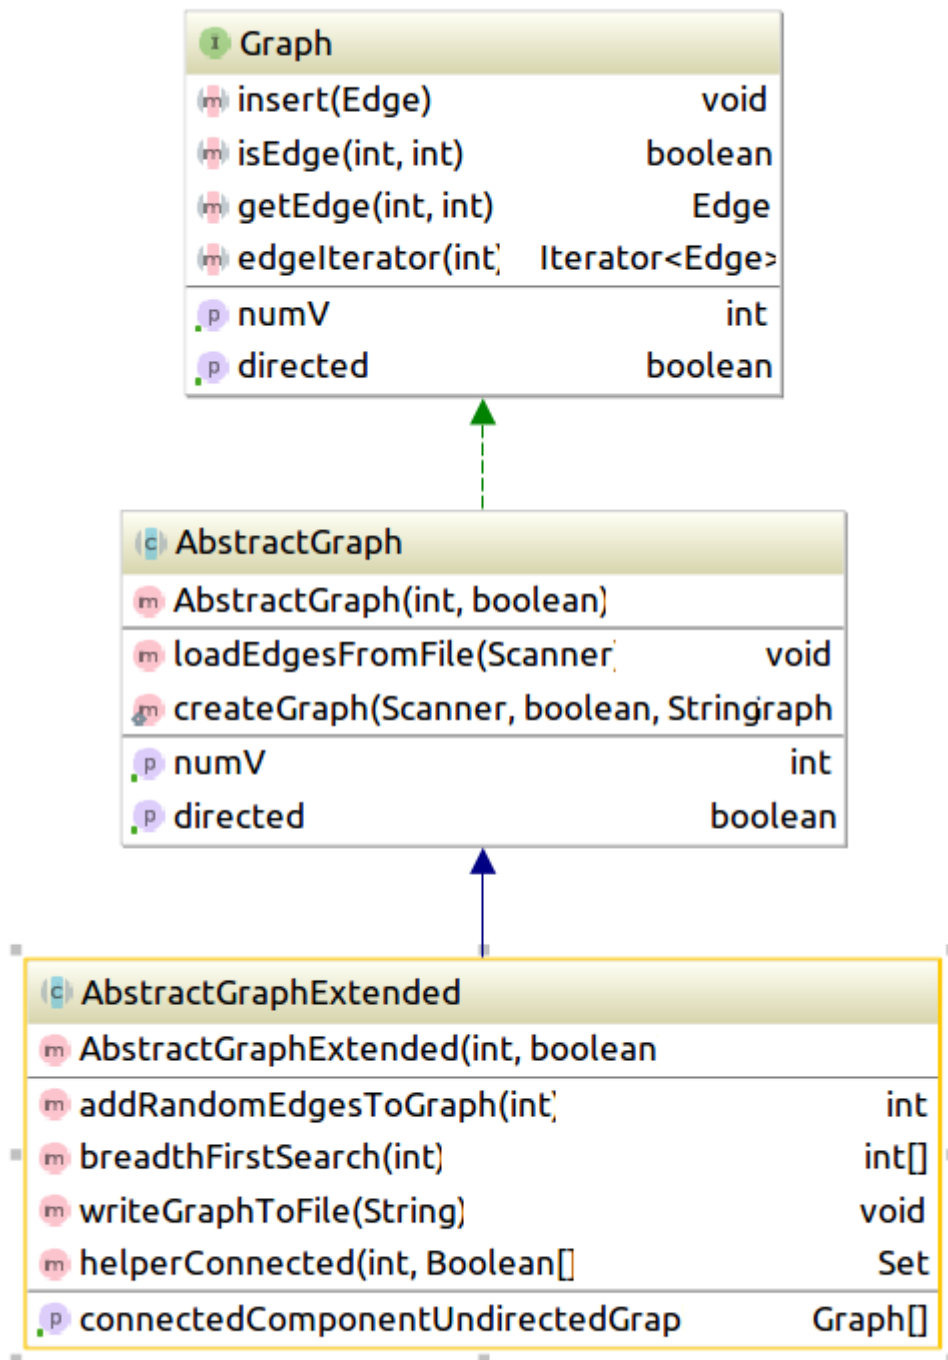 I Graph
m insert(Edge) void
m isEdge(int, int) boolean
m getEdge(int, int) Edge
m edgeIterator(int) Iterator<Edge>
p numV int
p directed boolean
c AbstractGraph
m AbstractGraph(int, boolean)
m loadEdgesFromFile(Scanner) void
m createGraph(Scanner, boolean, String raph
p numV int
p directed boolean
c AbstractGraphExtended
m AbstractGraphExtended(int, boolean
m addRandomEdgesToGraph(int) int
m breadthFirstSearch(int) int[]
m writeGraphToFile(String) void
m helperConnected(int, Boolean[] Set
p connectedComponentUndirectedGrap Graph[]